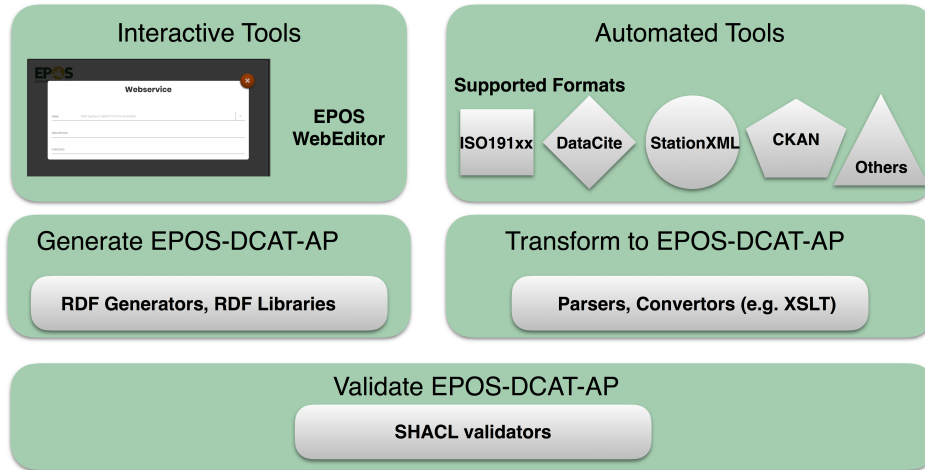 Interactive Tools
EPOS
Webservice
EPOS
WebEditor
Automated Tools
Supported Formats
ISO191xx
DataCite
StationXML
CKAN
Others
Generate EPOS-DCAT-AP
RDF Generators, RDF Libraries
Transform to EPOS-DCAT-AP
Parsers, Convertors (e.g. XSLT)
Validate EPOS-DCAT-AP
SHACL validators